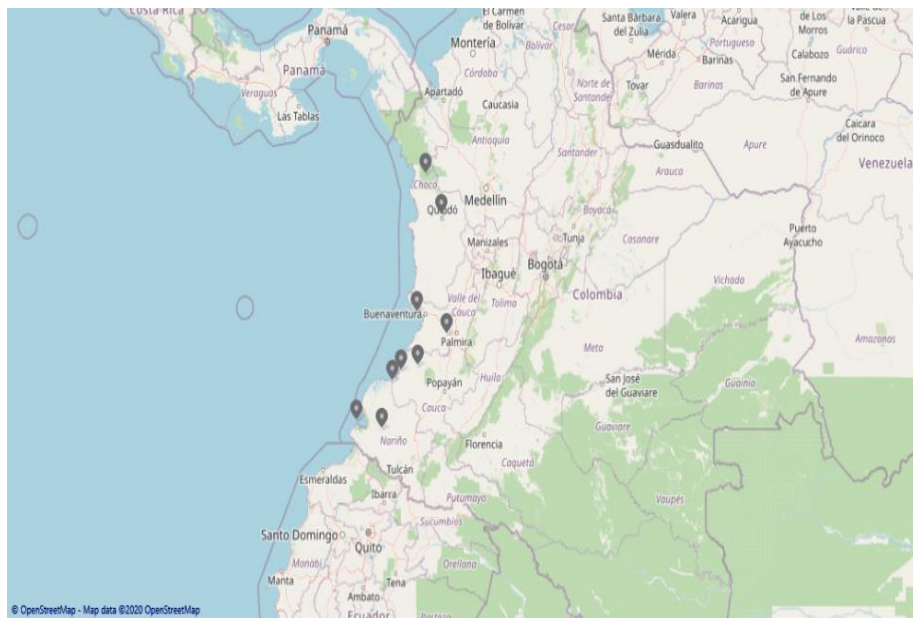 Costa Rica
Panamá
Panamá
Veraguas
Las Tablas
El Carmen
de Bolívar
Cesar
Montería
Bolívar
Córdoba
Apartadó
Caucasia
Antioquia
Santa Bárbara
del Zulia
Valera
Acarigua
de Los
Morros
Valle de
la Pascua
Mérida
Portuguesa
Barinas
Calabozo
Guárico
Tovar
Barinas
San Fernando
de Apure
Norte de
Santander
Caicara
del Orinoco
Guasdualito
Apure
Santander
Arauca
Venezuela
Chocó
Medellín
Quibdó
Boyacá
Manizales
Tunja
Casanare
Puerto
Ayacucho
Ibagué
Bogotá
Vichada
Buenaventura
Valle del
Cauca
Tolima
Colombia
Palmira
Meta
Amazonas
Popayán
Huila
San José
del Guaviare
Guainía
Cauca
Guaviare
Nariño
Florencia
Caquetá
Esmeraldas
Tulcán
Ibarra
Putumayo
Vaupés
Sucumbíos
Santo Domingo
Quito
Manabí
Orellana
Manta
Tena
Ambato
Ecuador
Pastaza
© OpenStreetMap - Map data ©2020 OpenStreetMap